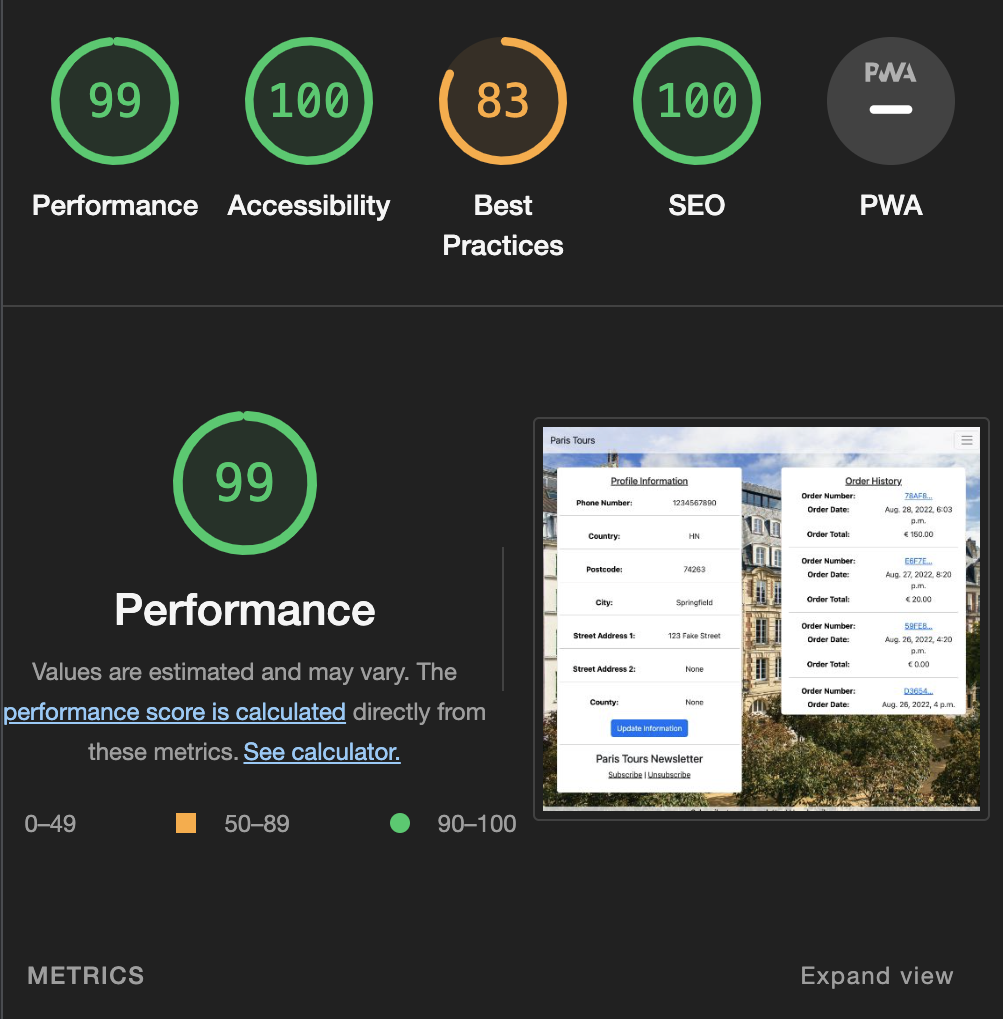 99
100
83
100
PWA
Performance
Accessibility
Best
Practices
SEO
PWA
99
Performance
Values are estimated and may vary. The
performance score is calculated directly from
these metrics. See calculator.
0–49
50–89
90–100
Paris Tours
Profile Information
Phone Number: 1234567890
Country: HN
Postcode: 74263
City: Springfield
Street Address 1: 123 Fake Street
Street Address 2: None
County: None
Update Information
Paris Tours Newsletter
Subscribe | Unsubscribe
Order History
Order Number: 78AF8...
Order Date: Aug. 28, 2022, 6:03
p.m.
Order Total: € 150.00
Order Number: E6F7E...
Order Date: Aug. 27, 2022, 8:20
p.m.
Order Total: € 20.00
Order Number: 59FEB...
Order Date: Aug. 26, 2022, 4:20
p.m.
Order Total: € 0.00
Order Number: D3654...
Order Date: Aug. 26, 2022, 4 p.m.
METRICS
Expand view